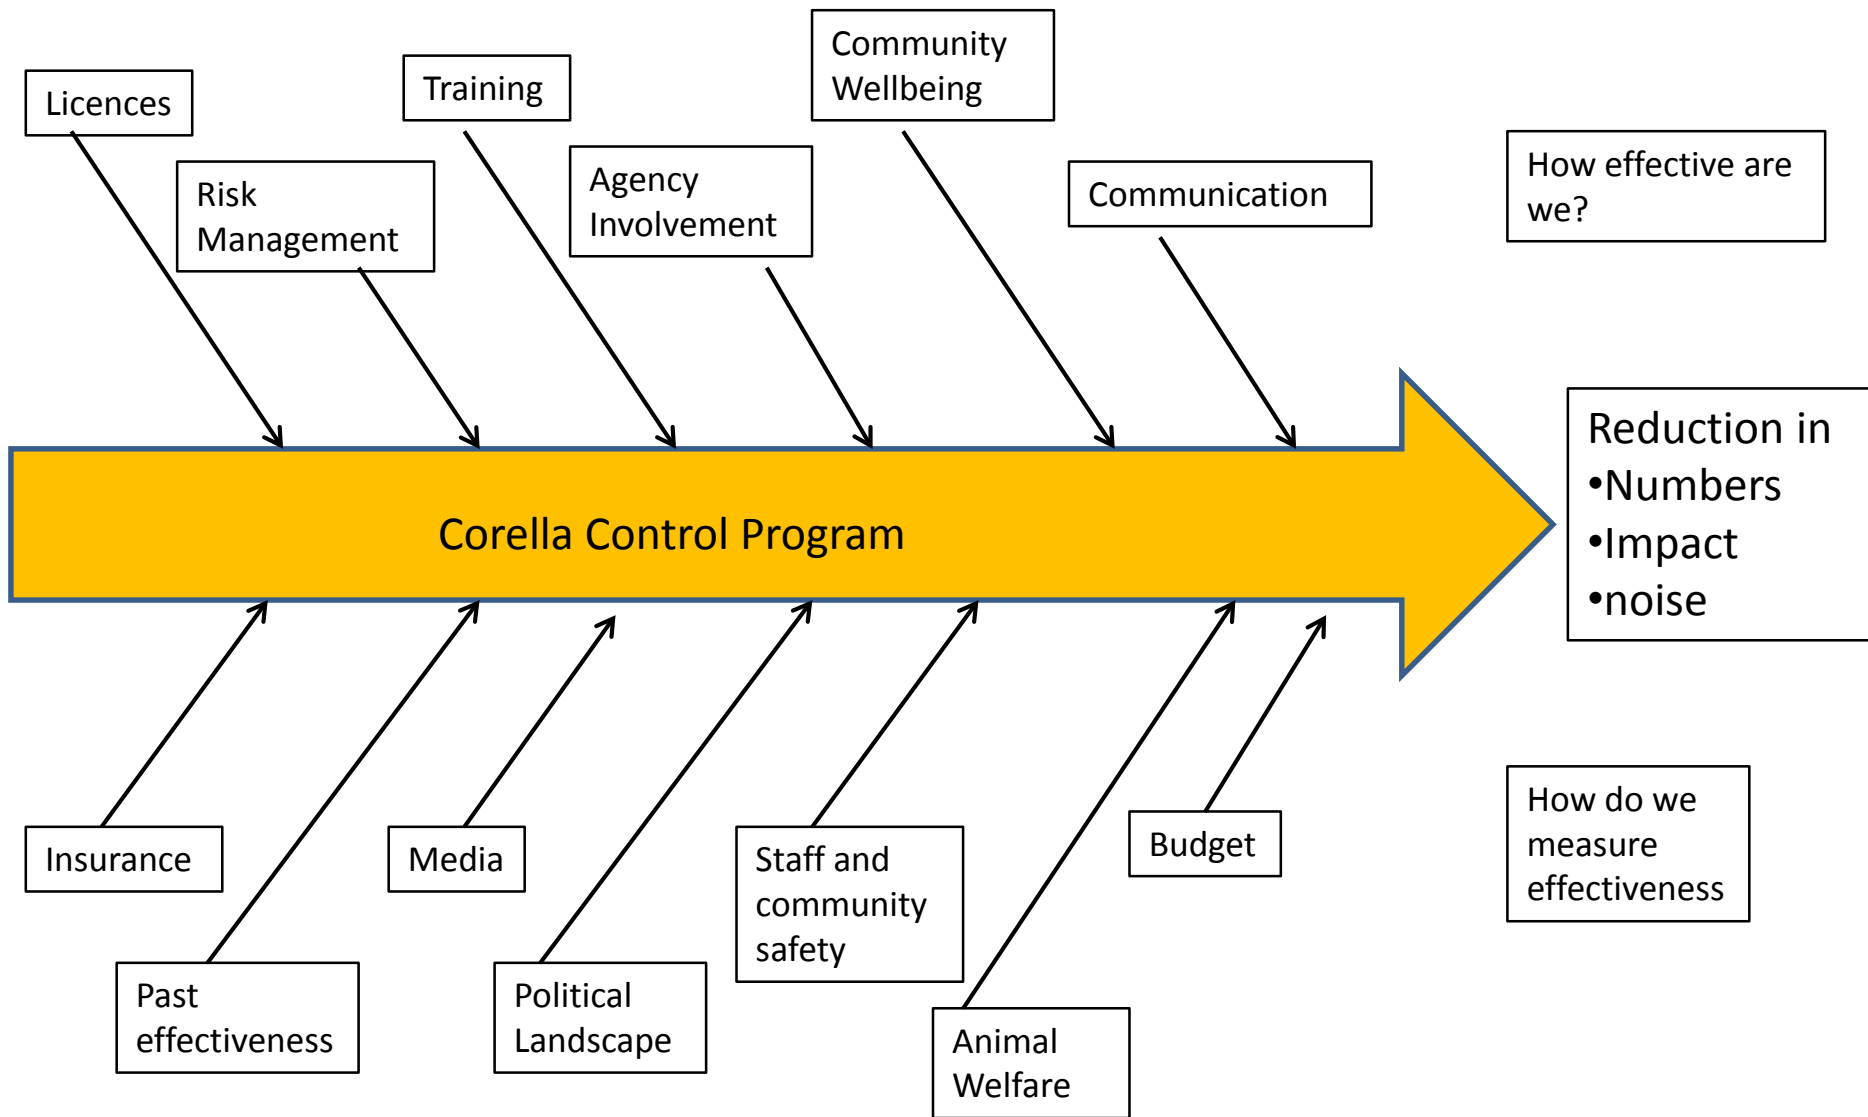 Licences
Training
Community
Wellbeing
Risk
Management
Agency
Involvement
Communication
How effective are
we?
Corella Control Program
Reduction in
•Numbers
•Impact
•noise
Insurance
Media
Staff and
community
safety
Budget
How do we
measure
effectiveness
Past
effectiveness
Political
Landscape
Animal
Welfare